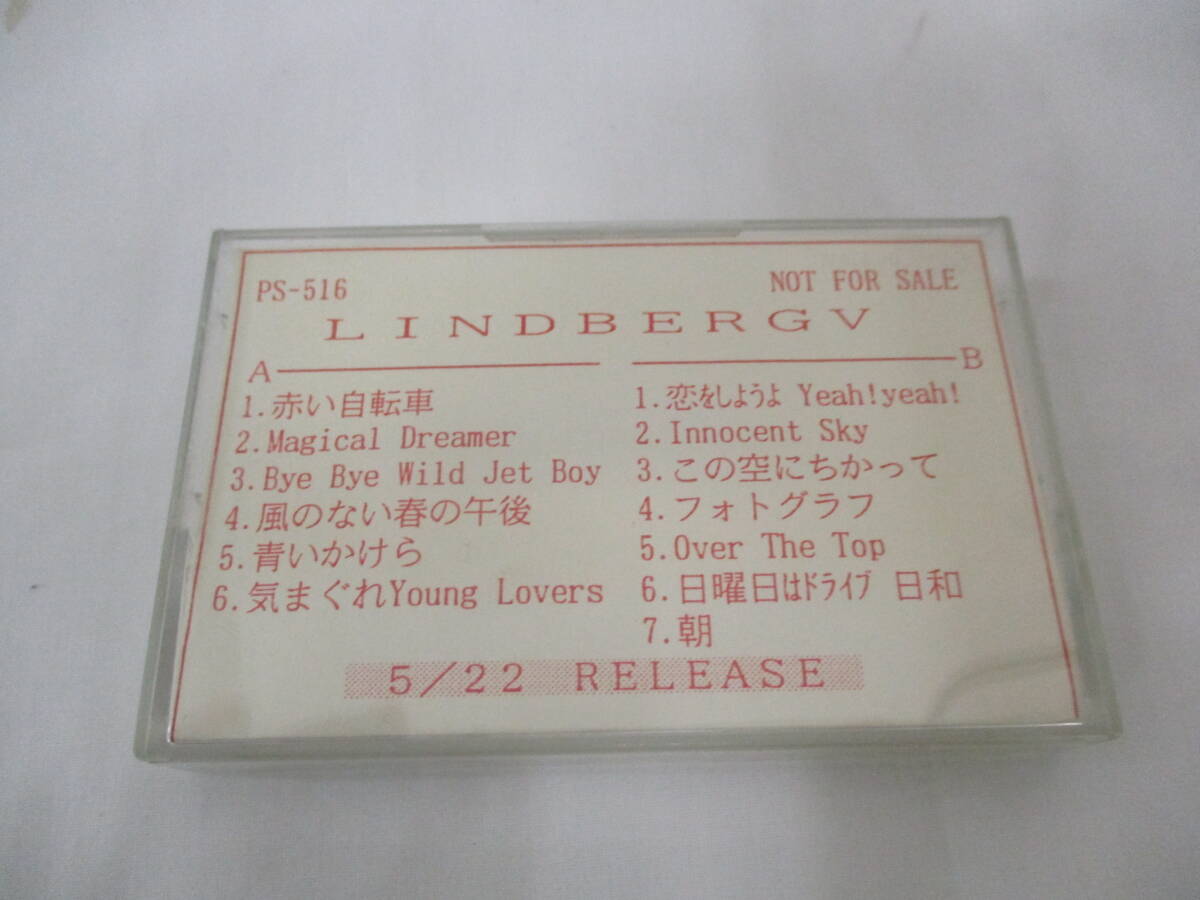 PS-516
NOT FOR SALE
LINDBERGV
A
1.赤い自転車
2.Magical Dreamer
3.Bye Bye Wild Jet Boy
4.風のない春の午後
5.青いかけら
6.気まぐれYoung Lovers
B
1.恋をしようよ Yeah!yeah!
2.Innocent Sky
3.この空にちかって
4.フォトグラフ
5.Over The Top
6.日曜日はドライブ 日和
7.朝
5/22 RELEASE